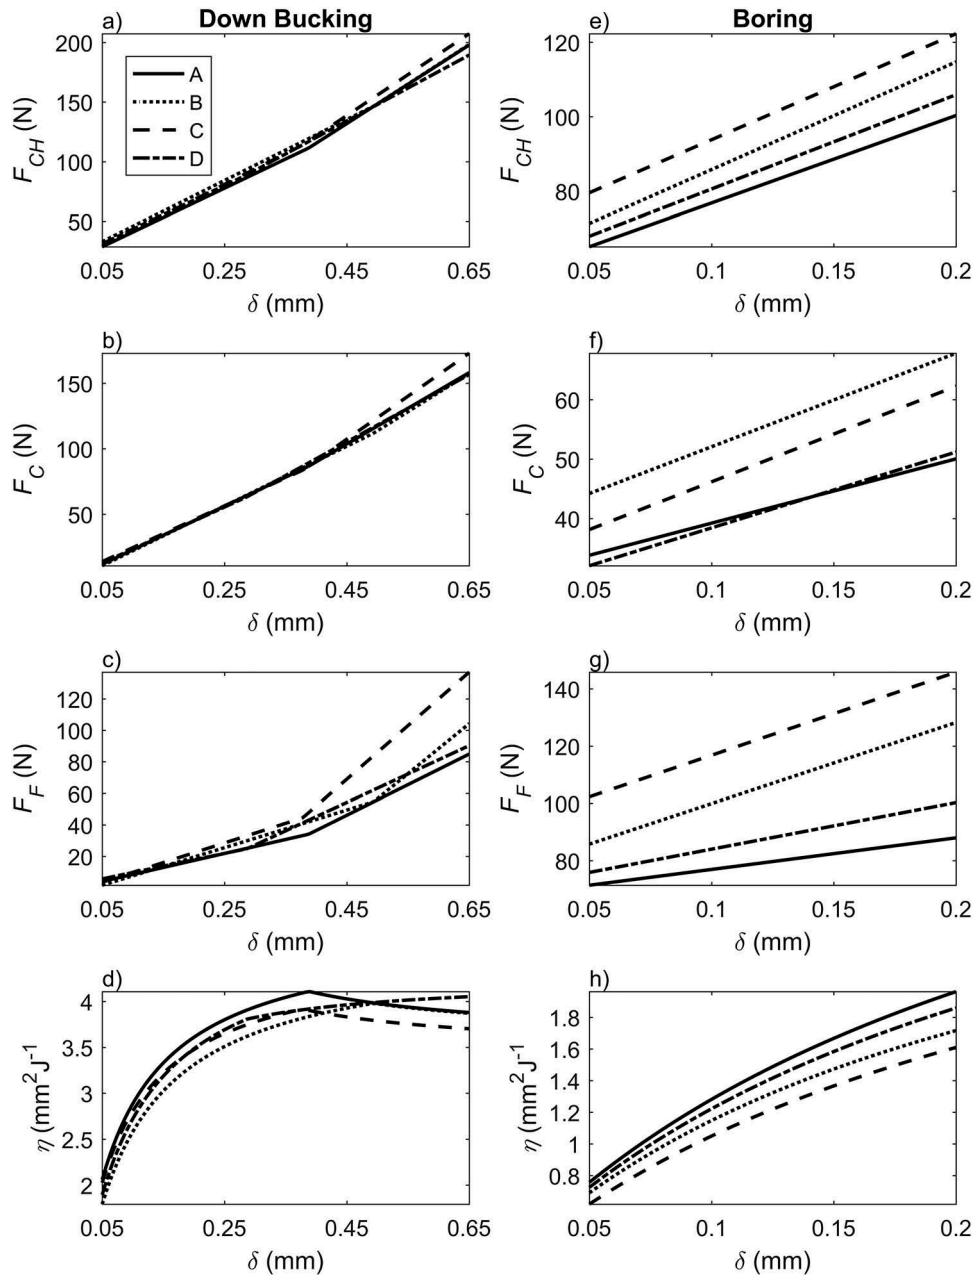 Down Bucking
a)
200
150
100
50
F_CH (N)
A
B
C
D
0.05 0.25 0.45 0.65
δ (mm)
b)
150
100
50
F_C (N)
0.05 0.25 0.45 0.65
δ (mm)
c)
120
100
80
60
40
20
F_F (N)
0.05 0.25 0.45 0.65
δ (mm)
d)
4
3.5
3
2.5
2
η (mm²J⁻¹)
0.05 0.25 0.45 0.65
δ (mm)
Boring
e)
120
100
80
F_CH (N)
0.05 0.1 0.15 0.2
δ (mm)
f)
60
50
40
F_C (N)
0.05 0.1 0.15 0.2
δ (mm)
g)
140
120
100
80
F_F (N)
0.05 0.1 0.15 0.2
δ (mm)
h)
1.8
1.6
1.4
1.2
1
0.8
η (mm²J⁻¹)
0.05 0.1 0.15 0.2
δ (mm)